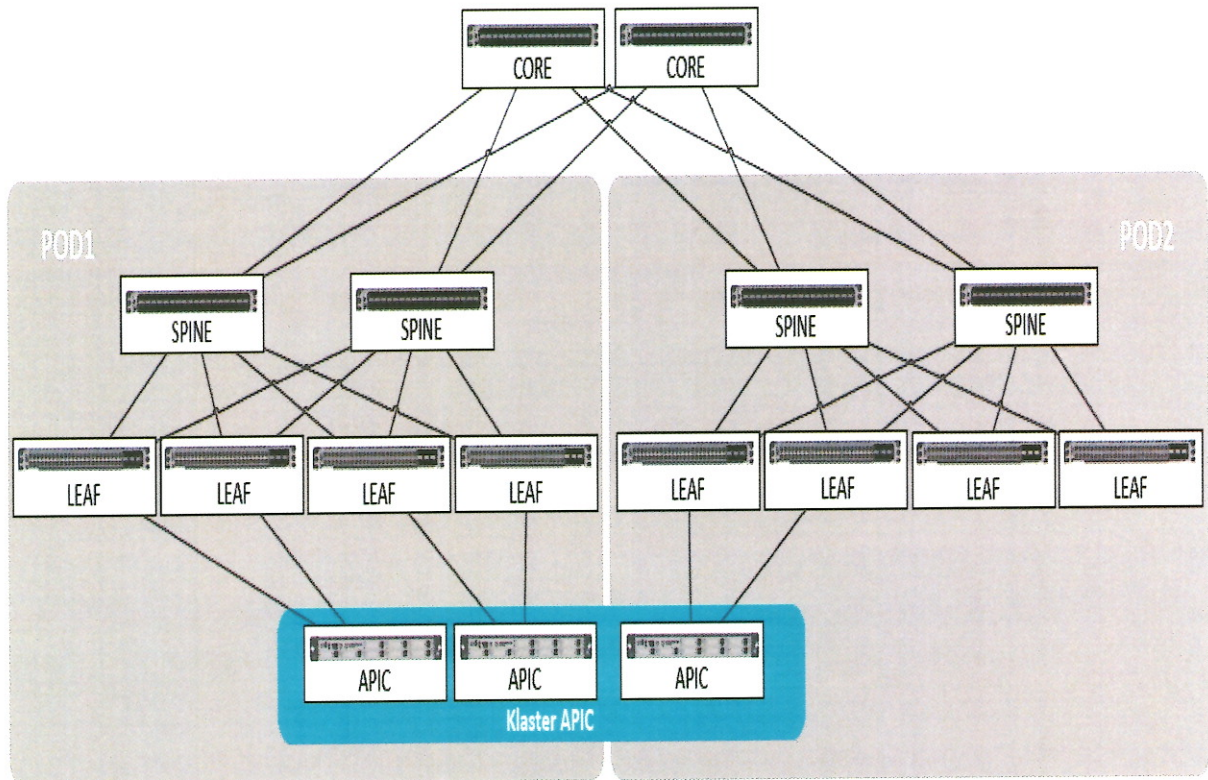 CORE CORE
POD1 POD2
SPINE SPINE SPINE SPINE
LEAF LEAF LEAF LEAF LEAF LEAF LEAF LEAF
APIC APIC APIC
Klaster APIC